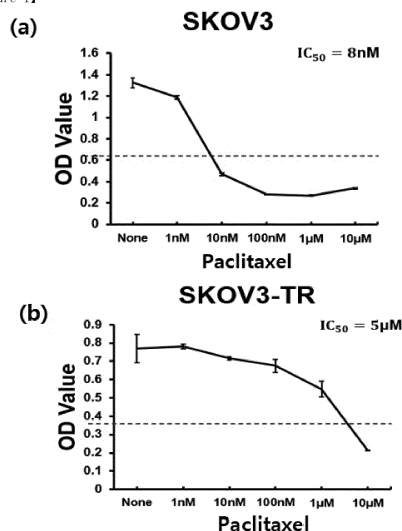 SKOV3
(a)
IC50 = 8nM
1.6
1.4
1.2
1
0.8
0.6
0.4
0.2
0
OD Value
None 1nM 10nM 100nM 1μM 10μM
Paclitaxel
SKOV3-TR
(b)
IC50 = 5μM
0.9
0.8
0.7
0.6
0.5
0.4
0.3
0.2
0.1
0
OD Value
None 1nM 10nM 100nM 1μM 10μM
Paclitaxel